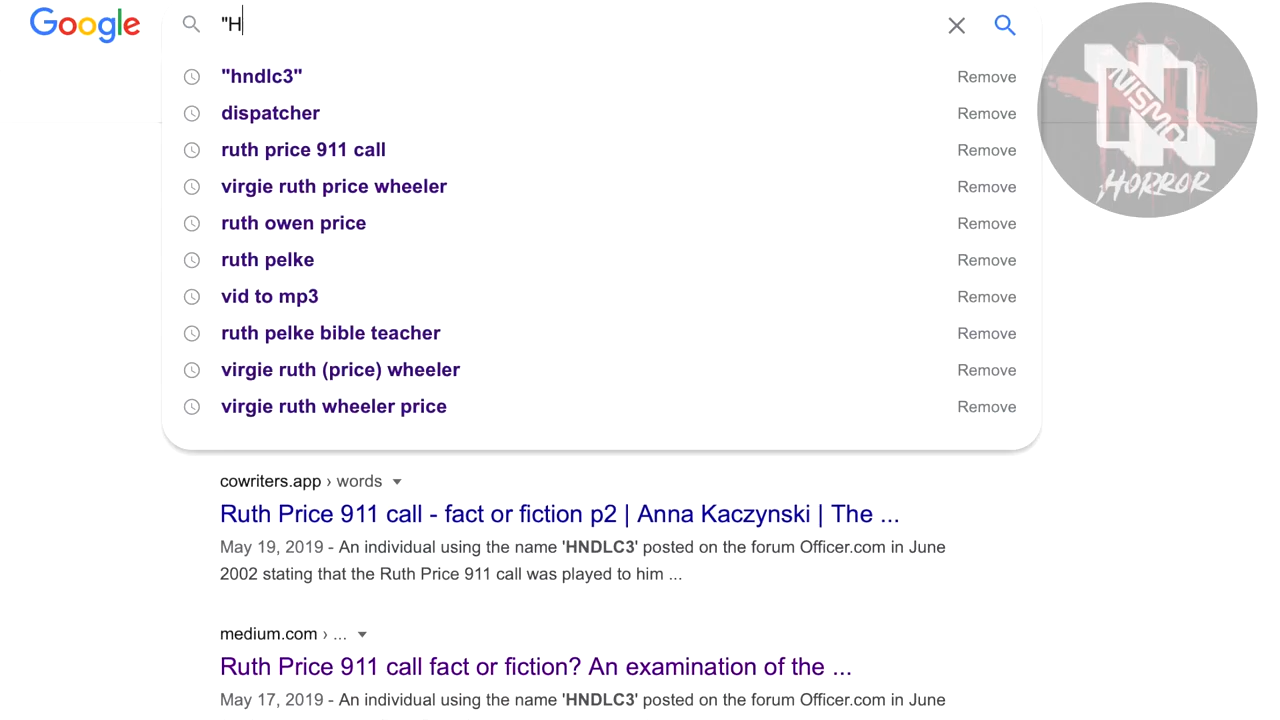 Google
"H
"hndlc3"
Remove
dispatcher
Remove
ruth price 911 call
Remove
virgie ruth price wheeler
Remove
ruth owen price
Remove
ruth pelke
Remove
vid to mp3
Remove
ruth pelke bible teacher
Remove
virgie ruth (price) wheeler
Remove
virgie ruth wheeler price
Remove
NISMO
HORROR
cowriters.app › words
Ruth Price 911 call - fact or fiction p2 | Anna Kaczynski | The ...
May 19, 2019 - An individual using the name 'HNDLC3' posted on the forum Officer.com in June
2002 stating that the Ruth Price 911 call was played to him ...
medium.com › ...
Ruth Price 911 call fact or fiction? An examination of the ...
May 17, 2019 - An individual using the name 'HNDLC3' posted on the forum Officer.com in June